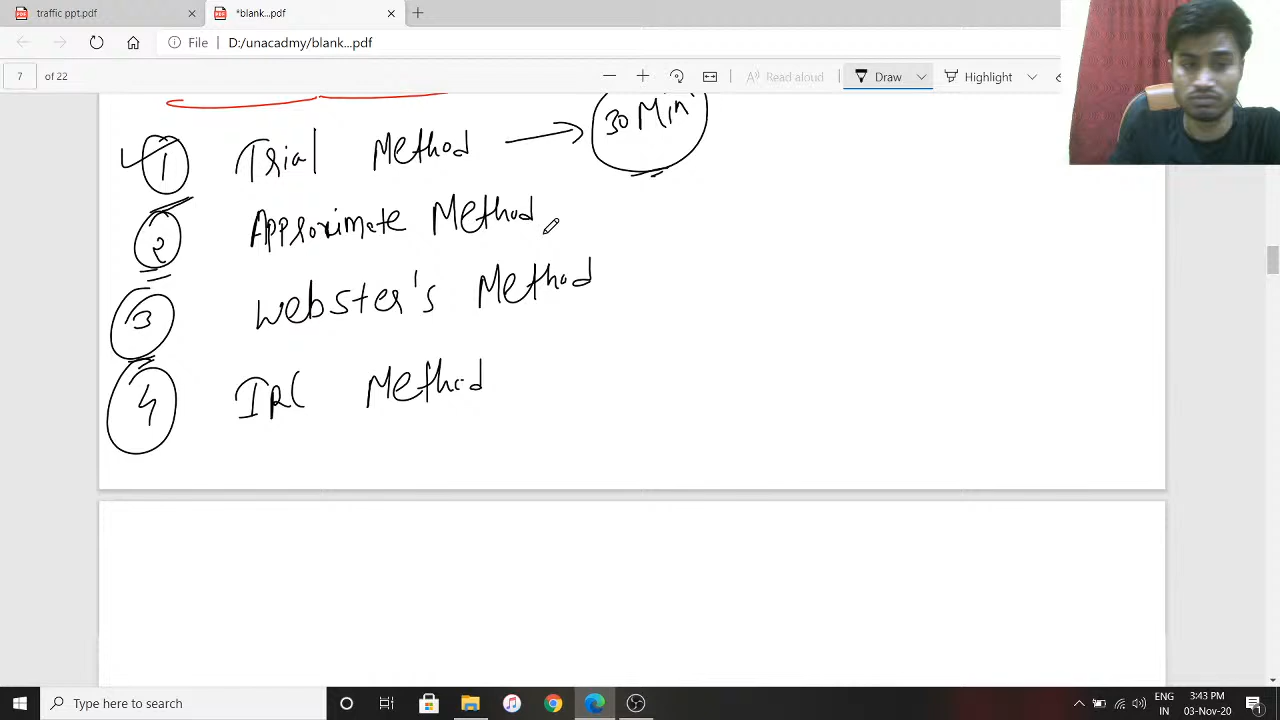 traffic ppt.pdf
*blank...pdf
File D:/unacadmy/blank...pdf
7 of 22
Read aloud
Draw
Highlight
1 Trial Method → 30 Min
2 Approximate Method
3 Webster's Method
4 IRC Method
Type here to search
ENG
IN
3:43 PM
03-Nov-20
1